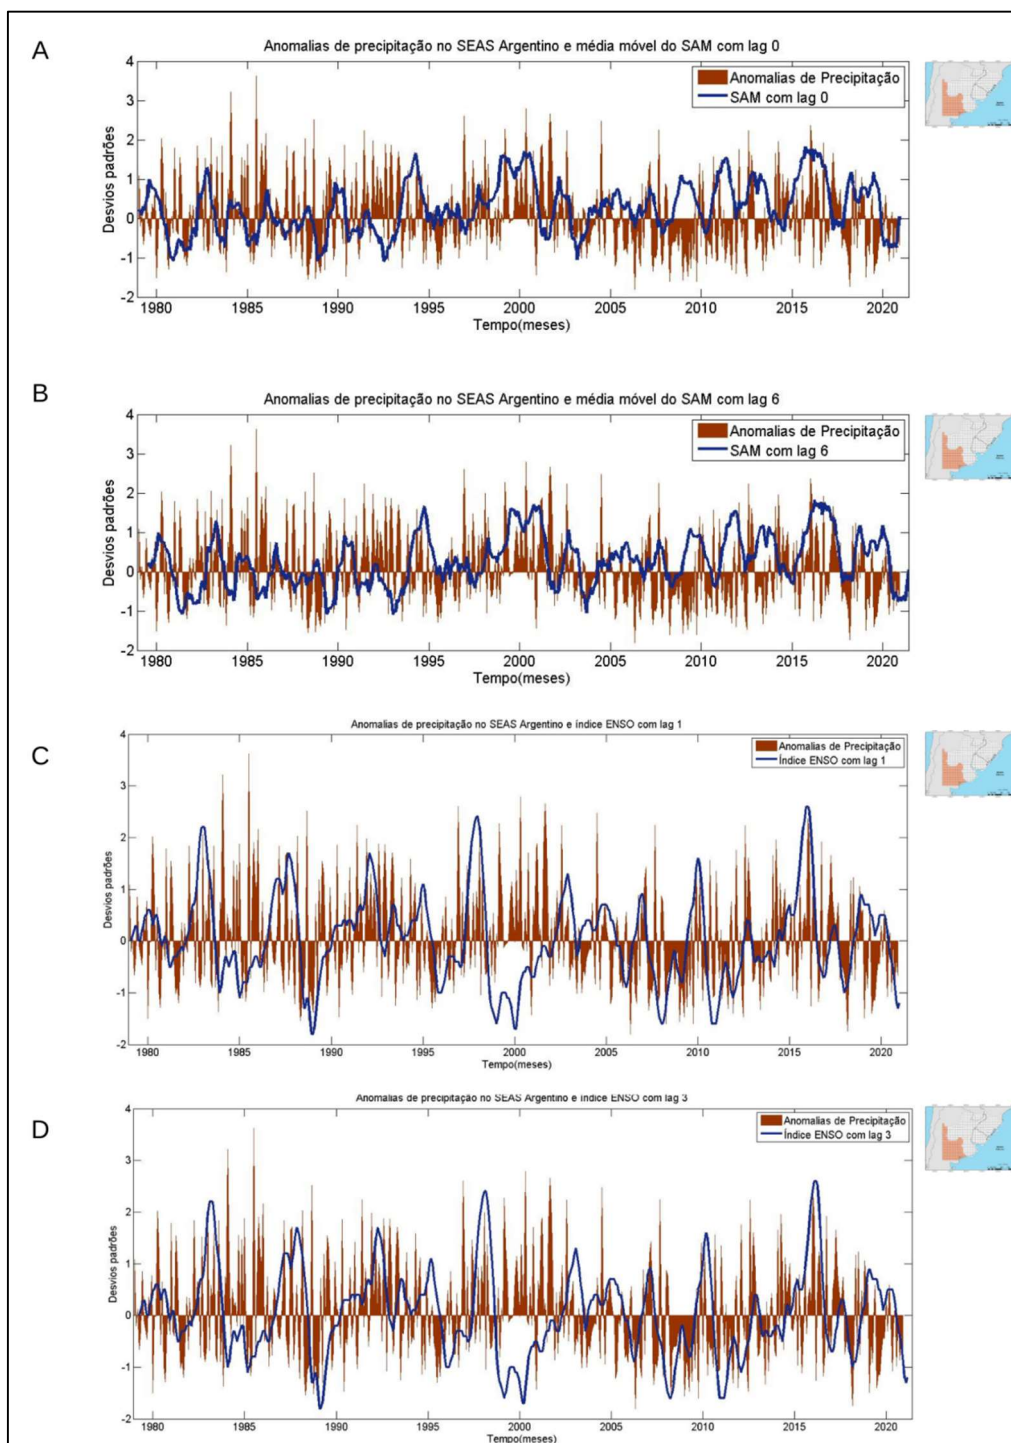 A
Anomalias de precipitação no SEAS Argentino e média móvel do SAM com lag 0
Anomalias de Precipitação
SAM com lag 0
Desvios padrões
4
3
2
1
0
-1
-2
1980 1985 1990 1995 2000 2005 2010 2015 2020
Tempo(meses)
B
Anomalias de precipitação no SEAS Argentino e média móvel do SAM com lag 6
Anomalias de Precipitação
SAM com lag 6
Desvios padrões
4
3
2
1
0
-1
-2
1980 1985 1990 1995 2000 2005 2010 2015 2020
Tempo(meses)
C
Anomalias de precipitação no SEAS Argentino e índice ENSO com lag 1
Anomalias de Precipitação
Índice ENSO com lag 1
Desvios padrões
4
3
2
1
0
-1
-2
1980 1985 1990 1995 2000 2005 2010 2015 2020
Tempo(meses)
D
Anomalias de precipitação no SEAS Argentino e índice ENSO com lag 3
Anomalias de Precipitação
Índice ENSO com lag 3
Desvios padrões
4
3
2
1
0
-1
-2
1980 1985 1990 1995 2000 2005 2010 2015 2020
Tempo(meses)